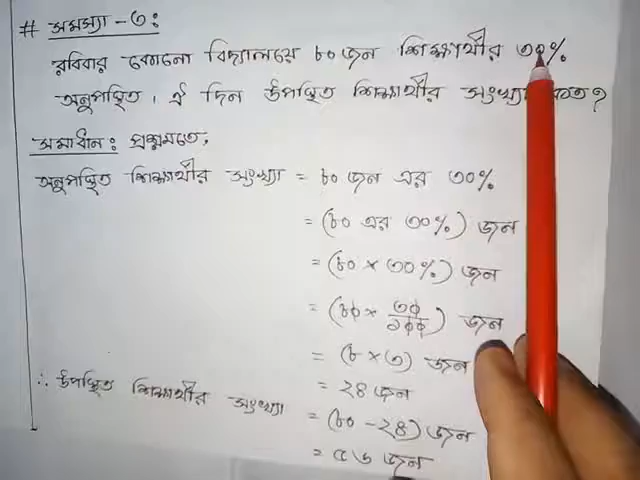 # সমস্যা -৩:
রবিবার কোনো বিদ্যালয়ে ৮০ জন শিক্ষার্থীর ৩০%
অনুপস্থিত। ঐ দিন উপস্থিত শিক্ষার্থীর সংখ্যা কত?
সমাধান: প্রশ্নমতে,
অনুপস্থিত শিক্ষার্থীর সংখ্যা = ৮০ জন এর ৩০%
= (৮০ এর ৩০%) জন
= (৮০ × ৩০%) জন
= (৮০ × ৩০/১০০) জন
= (৮ × ৩) জন
= ২৪ জন
∴ উপস্থিত শিক্ষার্থীর সংখ্যা = (৮০ - ২৪) জন
= ৫৬ জন